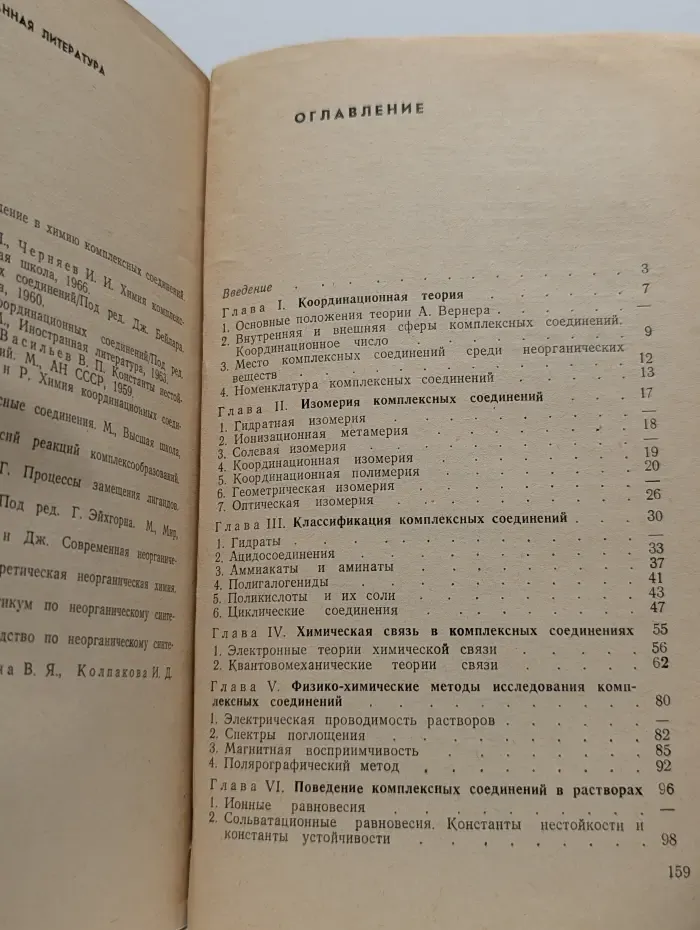 ННАЯ ЛИТЕРАТУРА
в химию комплексных соединений.
Черняев И. И. Химия комплекс-
школа, 1966.
соединений/Под ред. Дж. Бейлара.
1960.
координационных соединений/Под ред.
Иностранная литература, 1963.
Васильев В. П. Константы нестой-
М., АН СССР, 1959.
н Р. Химия координационных соеди-
соединения. М., Высшая школа,
реакций комплексообразований.
Г. Процессы замещения лигандов.
Под ред. Г. Эйхгорна. М., Мир,
и Дж. Современная неорганиче-
неорганическая химия.
по неорганическому синте-
по неорганическому синте-
В. Я., Колпакова И. Д.
ОГЛАВЛЕНИЕ
Введение . . . . . . . . . . . 3
Глава I. Координационная теория . . . . . 7
1. Основные положения теории А. Вернера . . . . —
2. Внутренняя и внешняя сферы комплексных соединений.
Координационное число . . . . . . . . 9
3. Место комплексных соединений среди неорганических
веществ . . . . . . . . . . . 12
4. Номенклатура комплексных соединений . . . . 13
Глава II. Изомерия комплексных соединений . . . 17
1. Гидратная изомерия . . . . . . . . —
2. Ионизационная метамерия . . . . . . . 18
3. Солевая изомерия . . . . . . . . —
4. Координационная изомерия . . . . . . 19
5. Координационная полимерия . . . . . . 20
6. Геометрическая изомерия . . . . . . . —
7. Оптическая изомерия . . . . . . . 26
Глава III. Классификация комплексных соединений . . . 30
1. Гидраты . . . . . . . . . . —
2. Ацидосоединения . . . . . . . . 33
3. Аммиакаты и аминаты . . . . . . . 37
4. Полигалогениды . . . . . . . . 41
5. Поликислоты и их соли . . . . . . . 43
6. Циклические соединения . . . . . . . 47
Глава IV. Химическая связь в комплексных соединениях 55
1. Электронные теории химической связи . . . . 56
2. Квантовомеханические теории связи . . . . 62
Глава V. Физико-химические методы исследования комп-
лексных соединений . . . . . . . . . 80
1. Электрическая проводимость растворов . . . . —
2. Спектры поглощения . . . . . . . . 82
3. Магнитная восприимчивость . . . . . . 85
4. Полярографический метод . . . . . . . 92
Глава VI. Поведение комплексных соединений в растворах 96
1. Ионные равновесия . . . . . . . . —
2. Сольватационные равновесия. Константы нестойкости и
константы устойчивости . . . . . . . . 98
159